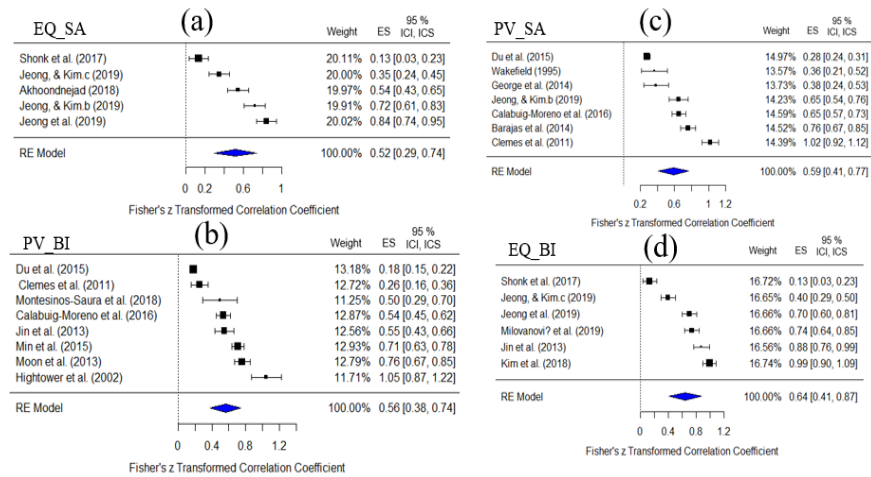 EQ_SA
(a)
Weight ES 95 % ICI, ICS
Shonk et al. (2017) 20.11% 0.13 [0.03, 0.23]
Jeong, & Kim.c (2019) 20.00% 0.35 [0.24, 0.45]
Akhoondnejad (2018) 19.97% 0.54 [0.43, 0.65]
Jeong, & Kim.b (2019) 19.91% 0.72 [0.61, 0.83]
Jeong et al. (2019) 20.02% 0.84 [0.74, 0.95]
RE Model 100.00% 0.52 [0.29, 0.74]
0 0.2 0.6 1
Fisher's z Transformed Correlation Coefficient
PV_BI
(b)
Weight ES 95 % ICI, ICS
Du et al. (2015) 13.18% 0.18 [0.15, 0.22]
Clemes et al. (2011) 12.72% 0.26 [0.16, 0.36]
Montesinos-Saura et al. (2018) 11.25% 0.50 [0.29, 0.70]
Calabuig-Moreno et al. (2016) 12.87% 0.54 [0.45, 0.62]
Jin et al. (2013) 12.56% 0.55 [0.43, 0.66]
Min et al. (2015) 12.93% 0.71 [0.63, 0.78]
Moon et al. (2013) 12.79% 0.76 [0.67, 0.85]
Hightower et al. (2002) 11.71% 1.05 [0.87, 1.22]
RE Model 100.00% 0.56 [0.38, 0.74]
0 0.4 0.8 1.2
Fisher's z Transformed Correlation Coefficient
PV_SA
(c)
Weight ES 95 % ICI, ICS
Du et al. (2015) 14.97% 0.28 [0.24, 0.31]
Wakefield (1995) 13.57% 0.36 [0.21, 0.52]
George et al. (2014) 13.73% 0.38 [0.24, 0.53]
Jeong, & Kim.b (2019) 14.23% 0.65 [0.54, 0.76]
Calabuig-Moreno et al. (2016) 14.59% 0.65 [0.57, 0.73]
Barajas et al. (2014) 14.52% 0.76 [0.67, 0.85]
Clemes et al. (2011) 14.39% 1.02 [0.92, 1.12]
RE Model 100.00% 0.59 [0.41, 0.77]
0.2 0.6 1 1.2
Fisher's z Transformed Correlation Coefficient
EQ_BI
(d)
Weight ES 95 % ICI, ICS
Shonk et al. (2017) 16.72% 0.13 [0.03, 0.23]
Jeong, & Kim.c (2019) 16.65% 0.40 [0.29, 0.50]
Jeong et al. (2019) 16.66% 0.70 [0.60, 0.81]
Milovanovi? et al. (2019) 16.66% 0.74 [0.64, 0.85]
Jin et al. (2013) 16.56% 0.88 [0.76, 0.99]
Kim et al. (2018) 16.74% 0.99 [0.90, 1.09]
RE Model 100.00% 0.64 [0.41, 0.87]
0 0.4 0.8 1.2
Fisher's z Transformed Correlation Coefficient